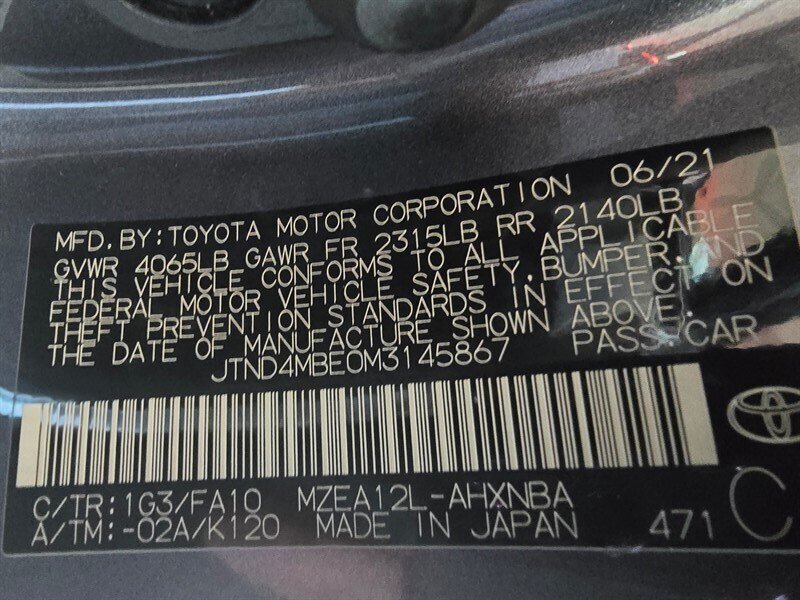 MFD. BY: TOYOTA MOTOR CORPORATION 06/21
GVWR 4065LB GAWR FR 2315LB RR 2140LB
THIS VEHICLE CONFORMS TO ALL APPLICABLE
FEDERAL MOTOR VEHICLE SAFETY, BUMPER, AND
THEFT PREVENTION STANDARDS IN EFFECT ON
THE DATE OF MANUFACTURE SHOWN ABOVE.
JTND4MBE0M3145867 PASS/CAR
C/TR: 1G3/FA10 MZEA12L-AHXNBA
A/TM: -02A/K120 MADE IN JAPAN 471 C